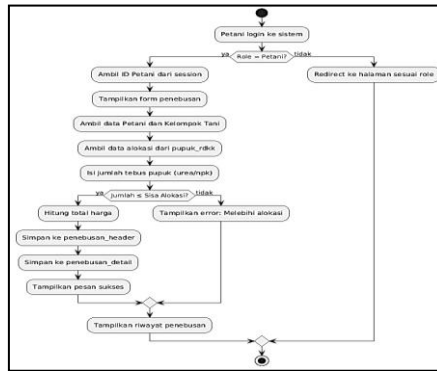 Petani login ke sistem
ya
Role = Petani?
tidak
Ambil ID Petani dari session
Redirect ke halaman sesuai role
Tampilkan form penebusan
Ambil data Petani dan Kelompok Tani
Ambil data alokasi dari pupuk_rdkk
Isi jumlah tebus pupuk (urea/npk)
ya
Jumlah ≤ Sisa Alokasi?
tidak
Hitung total harga
Tampilkan error: Melebihi alokasi
Simpan ke penebusan_header
Simpan ke penebusan_detail
Tampilkan pesan sukses
Tampilkan riwayat penebusan